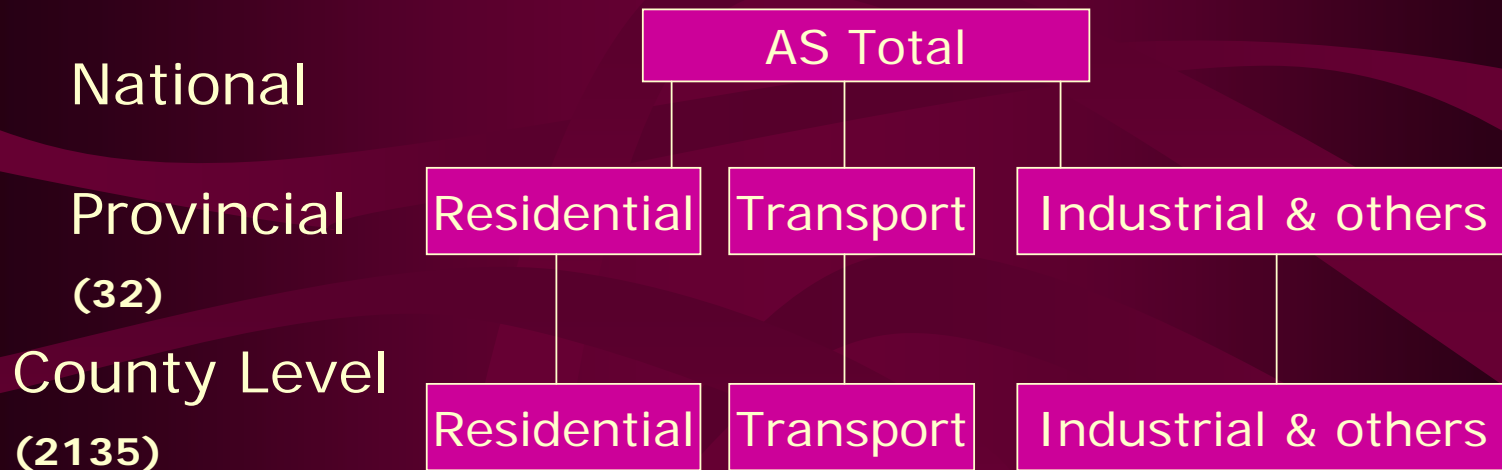 AS Total
National
Provincial
(32)
Residential
Transport
Industrial & others
County Level
(2135)
Residential
Transport
Industrial & others